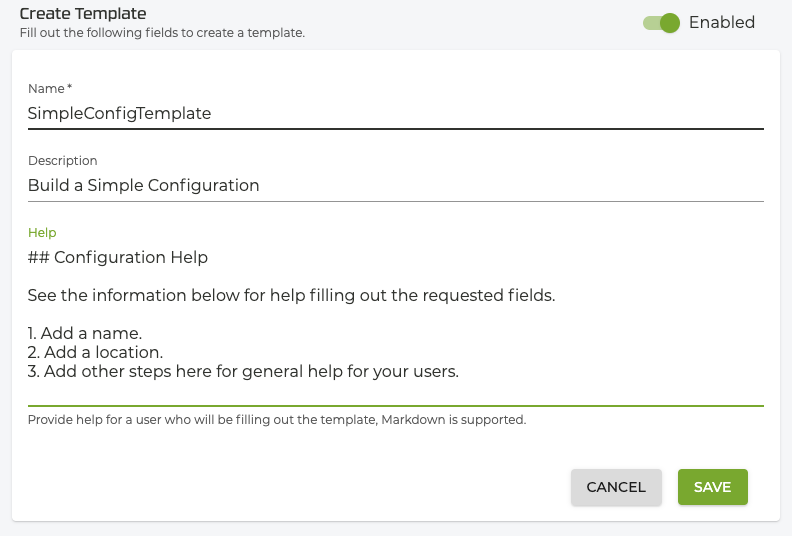 Create Template
Fill out the following fields to create a template.
Enabled
Name *
SimpleConfigTemplate
Description
Build a Simple Configuration
Help
## Configuration Help
See the information below for help filling out the requested fields.
1. Add a name.
2. Add a location.
3. Add other steps here for general help for your users.
Provide help for a user who will be filling out the template, Markdown is supported.
CANCEL
SAVE